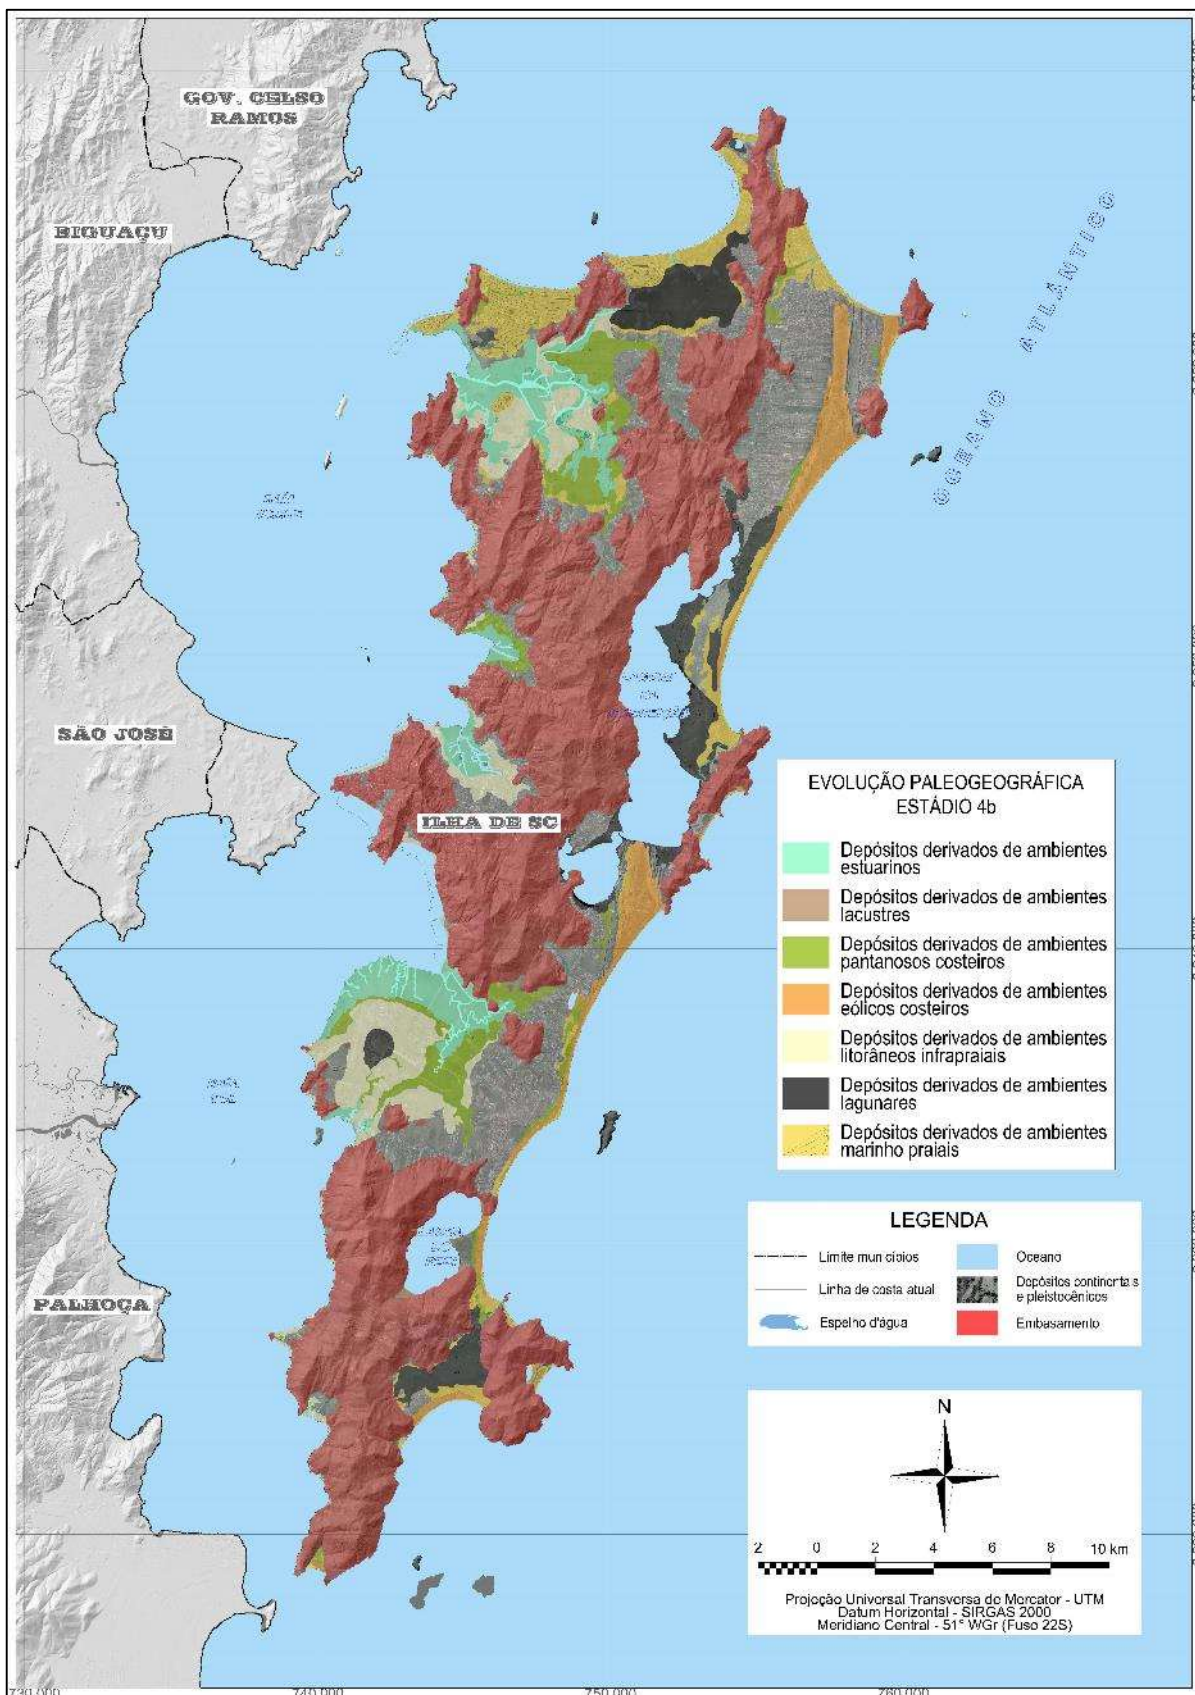 GOV. CELSO
RAMOS
BIGUAÇU
OCEANO ATLÂNTICO
SÃO JOSÉ
ILHA DE SC
PALHOÇA
EVOLUÇÃO PALEOGEOGRÁFICA
ESTÁDIO 4b
Depósitos derivados de ambientes
estuarinos
Depósitos derivados de ambientes
lacustres
Depósitos derivados de ambientes
pantanosos costeiros
Depósitos derivados de ambientes
eólicos costeiros
Depósitos derivados de ambientes
litorâneos infrapraiais
Depósitos derivados de ambientes
lagunares
Depósitos derivados de ambientes
marinho praiais
LEGENDA
Limite municípios
Linha de costa atual
Espelho d'água
Oceano
Depósitos continentais
e pleistocênicos
Embasamento
N
2 0 2 4 6 8 10 km
Projeção Universal Transversa de Mercator - UTM
Datum Horizontal - SIRGAS 2000
Meridiano Central - 51° WGr (Fuso 22S)
730.000 740.000 750.000 760.000